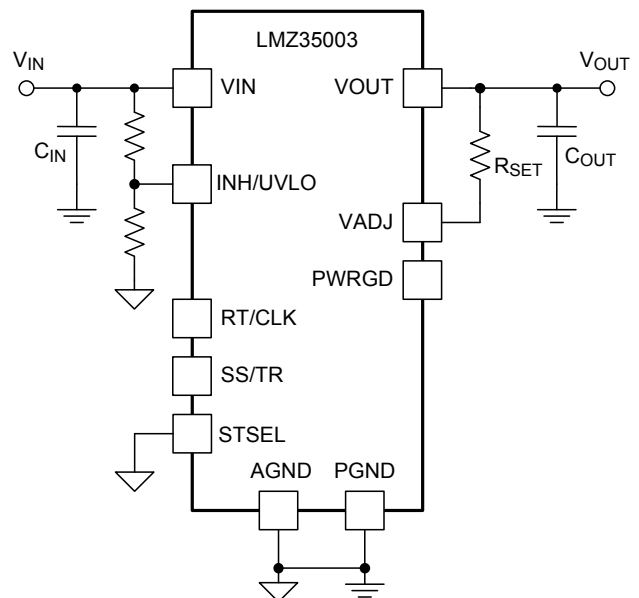 LMZ35003
VIN
VOUT
VIN
VOUT
CIN
RSET
COUT
INH/UVLO
VADJ
PWRGD
RT/CLK
SS/TR
STSEL
AGND
PGND